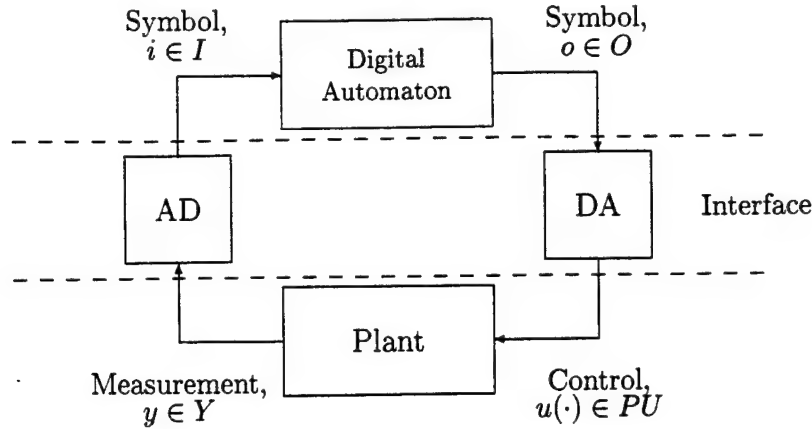 Symbol,
i ∈ I
Digital
Automaton
Symbol,
o ∈ O
AD
DA
Interface
Plant
Measurement,
y ∈ Y
Control,
u(·) ∈ PU